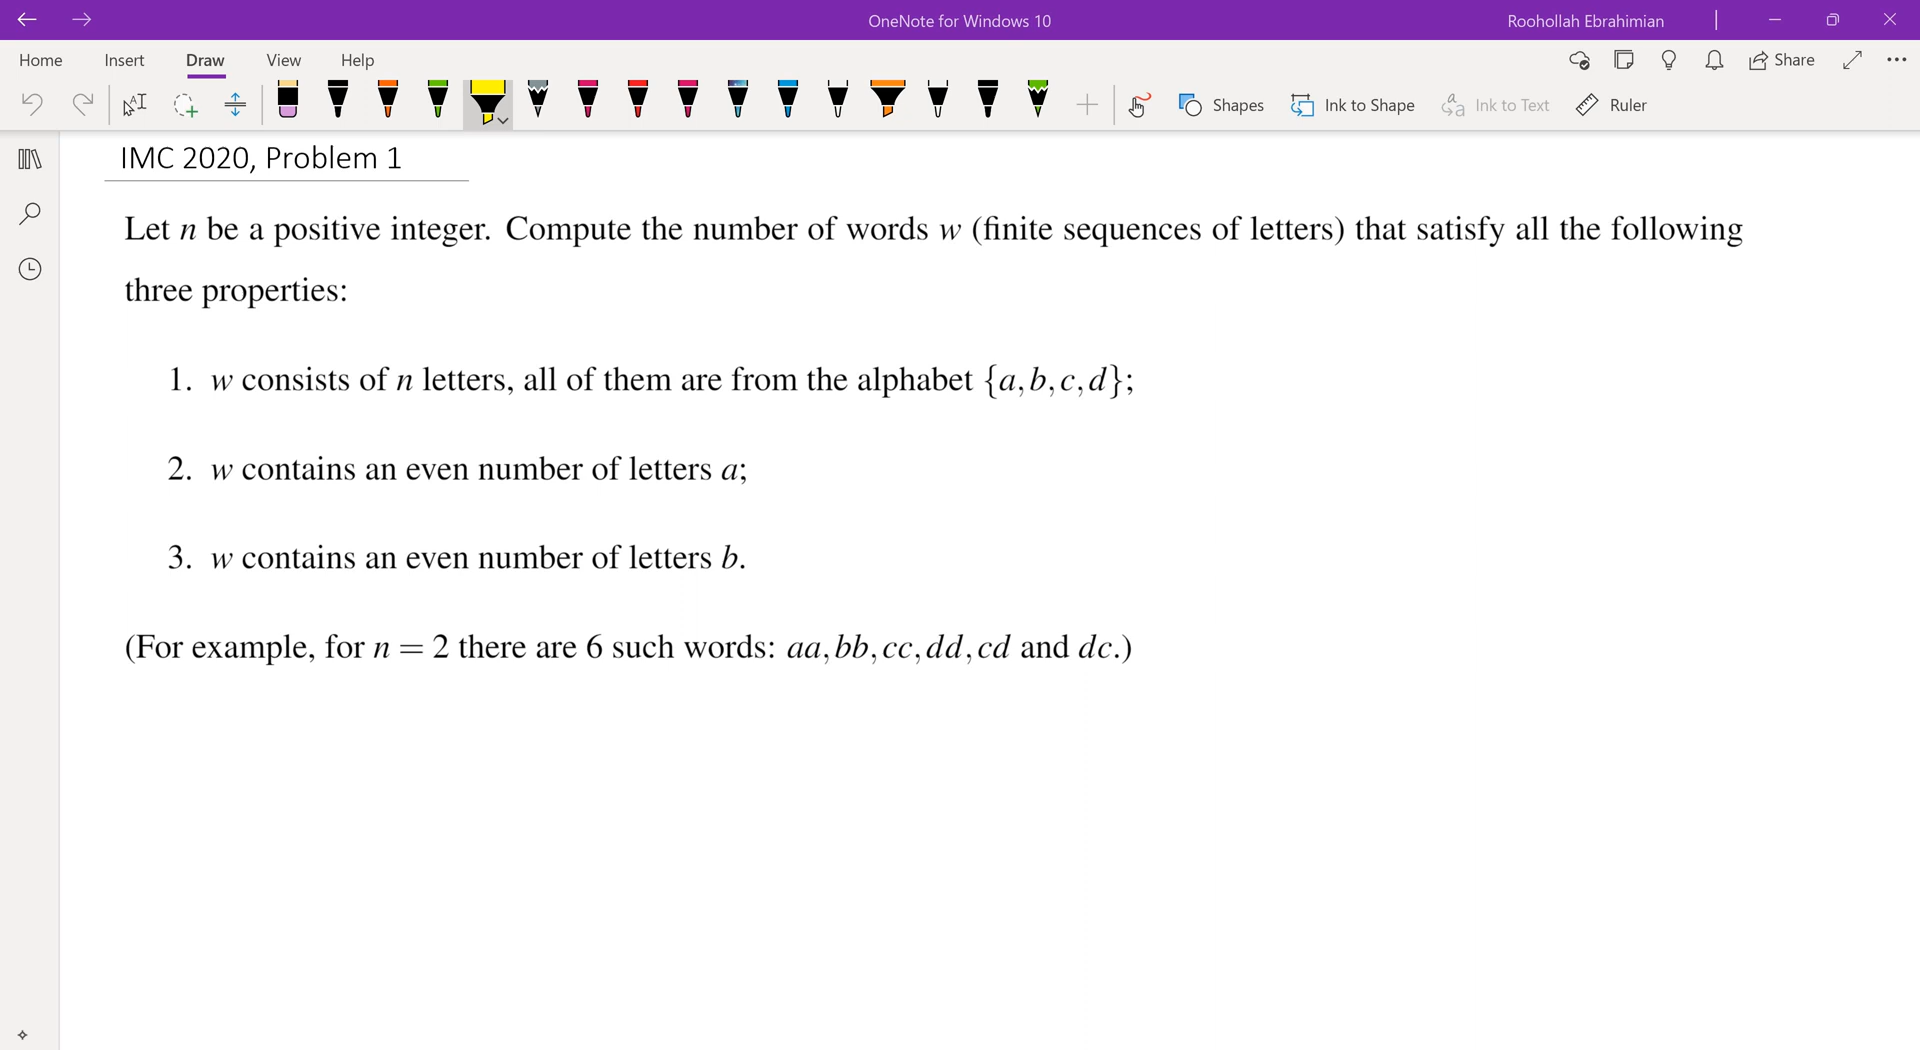 OneNote for Windows 10
Roohollah Ebrahimian
Home Insert Draw View Help
Share
Shapes Ink to Shape Ink to Text Ruler
IMC 2020, Problem 1
Let n be a positive integer. Compute the number of words w (finite sequences of letters) that satisfy all the following
three properties:
1. w consists of n letters, all of them are from the alphabet {a,b,c,d};
2. w contains an even number of letters a;
3. w contains an even number of letters b.
(For example, for n = 2 there are 6 such words: aa,bb,cc,dd,cd and dc.)